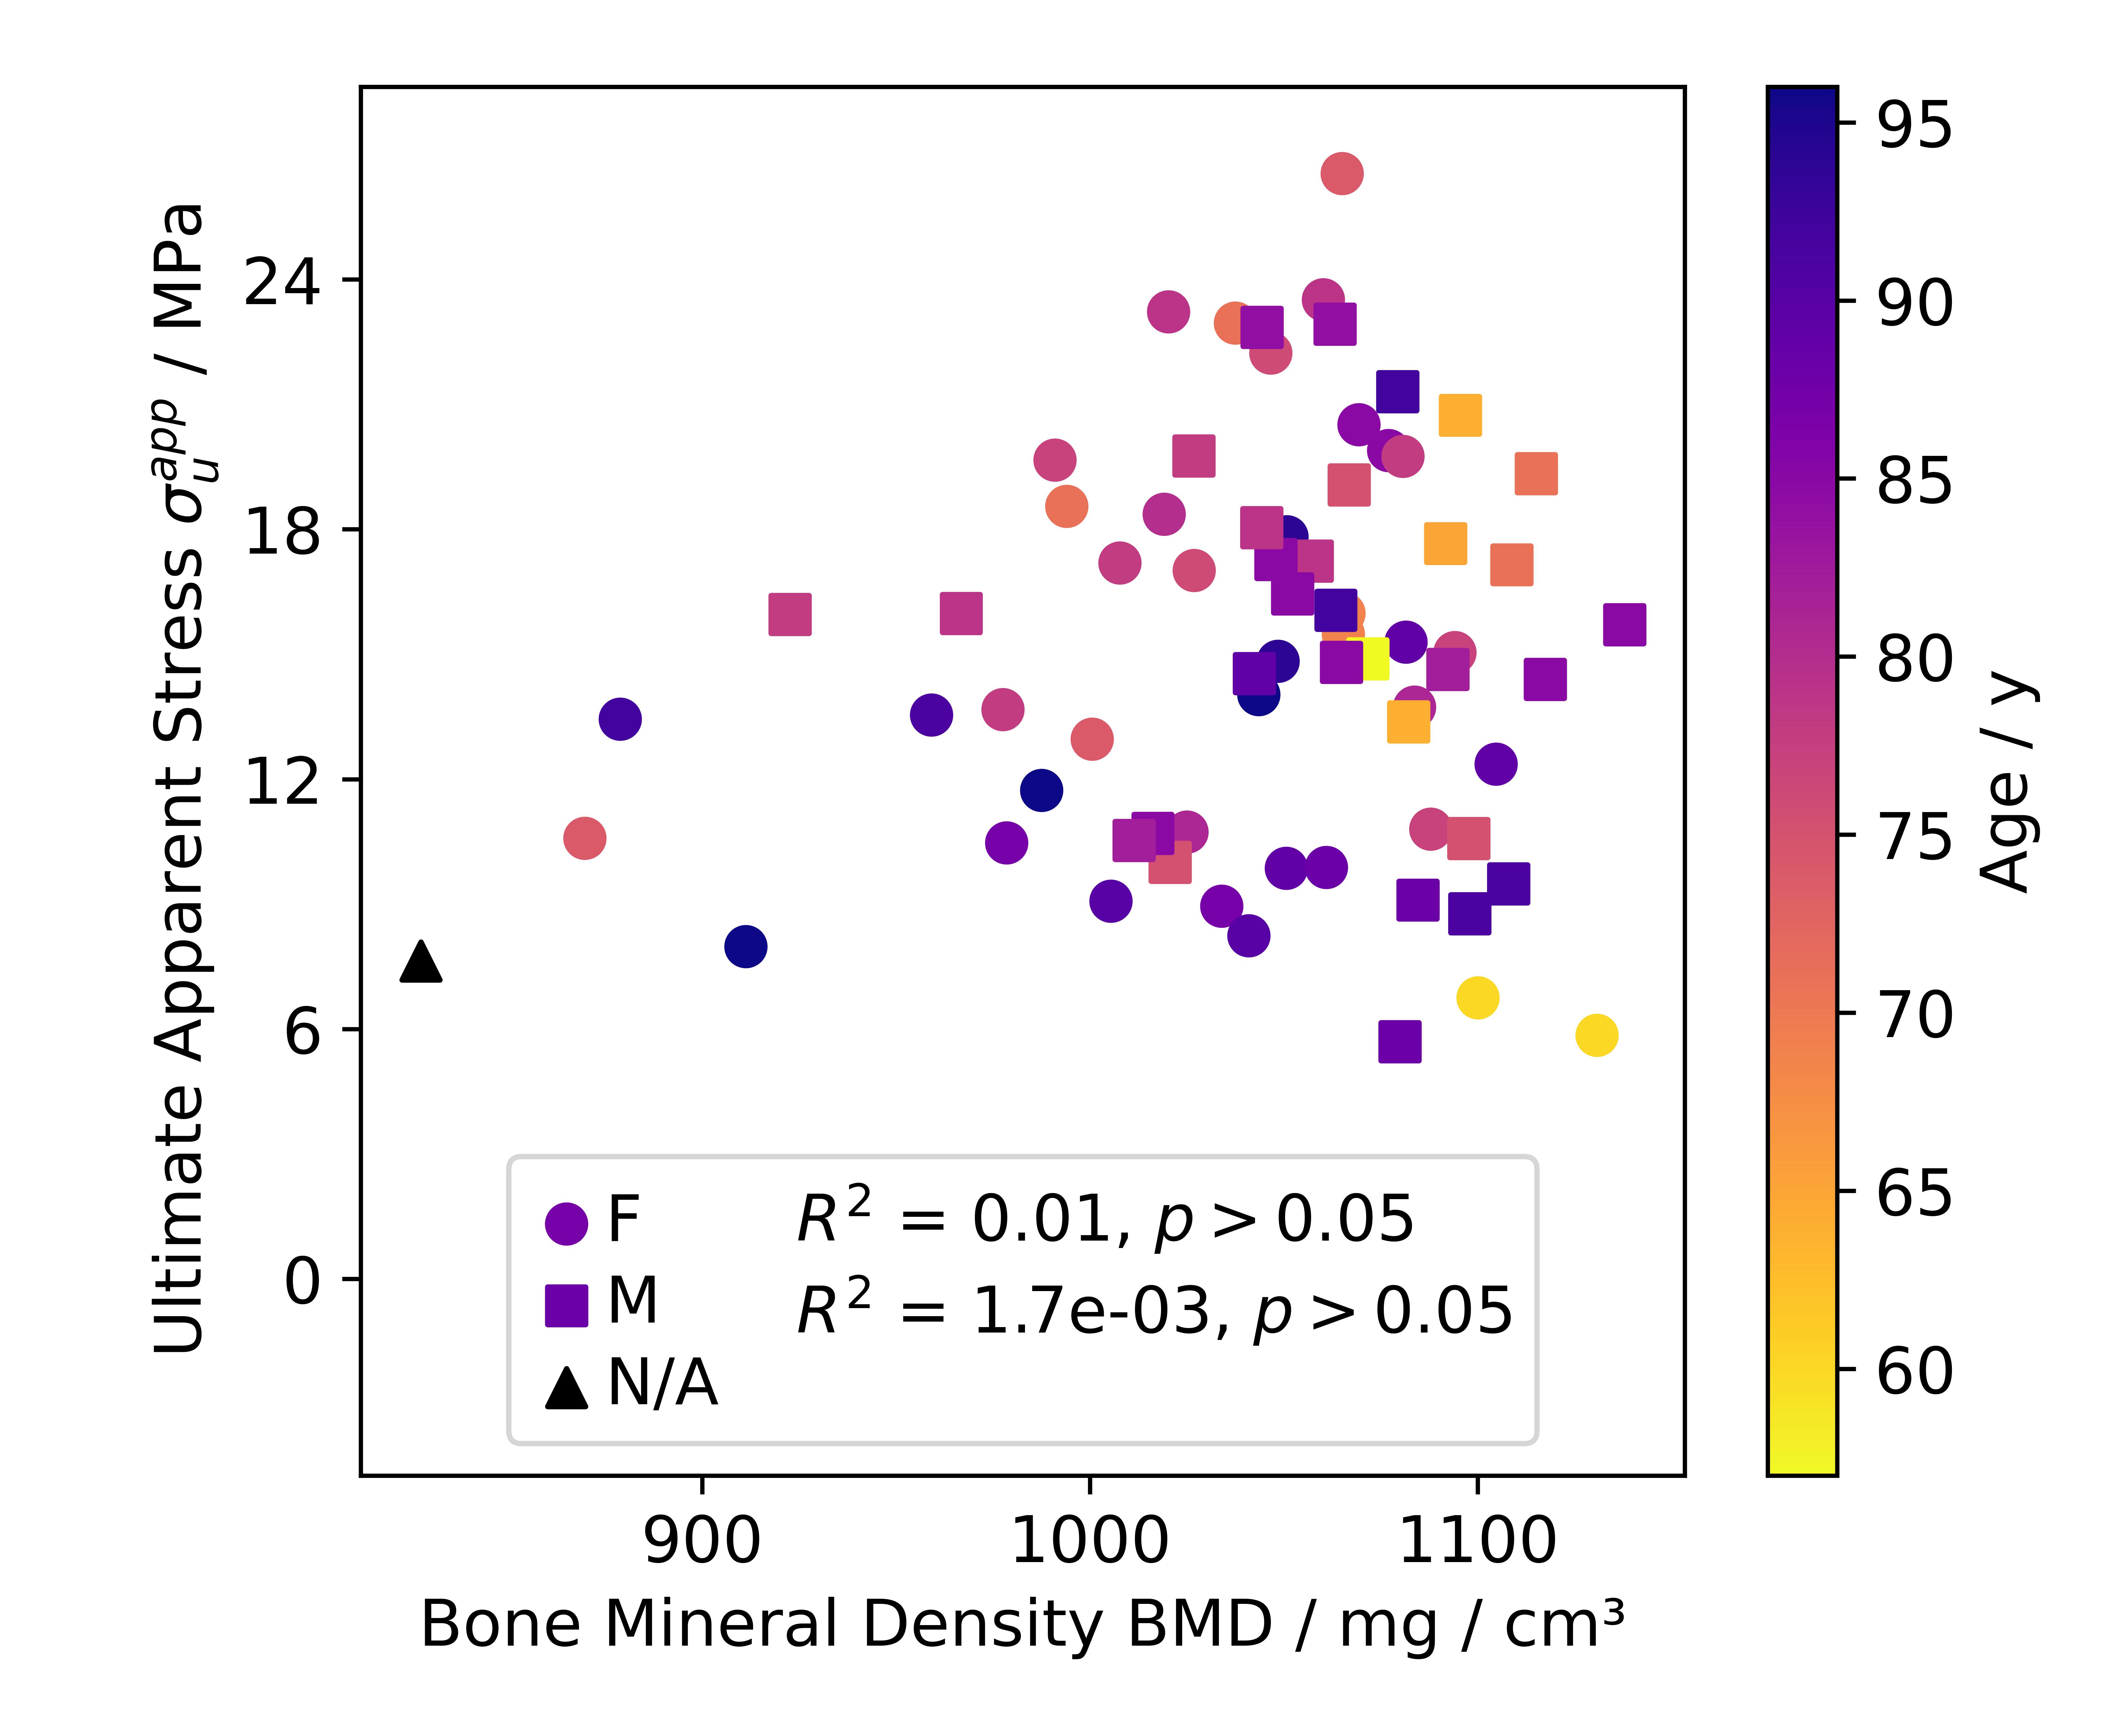 Ultimate Apparent Stress σ_u^app / MPa
24
18
12
6
0
F R² = 0.01, p > 0.05
M R² = 1.7e-03, p > 0.05
N/A
900 1000 1100
Bone Mineral Density BMD / mg / cm³
95
90
85
80
75
70
65
60
Age / y